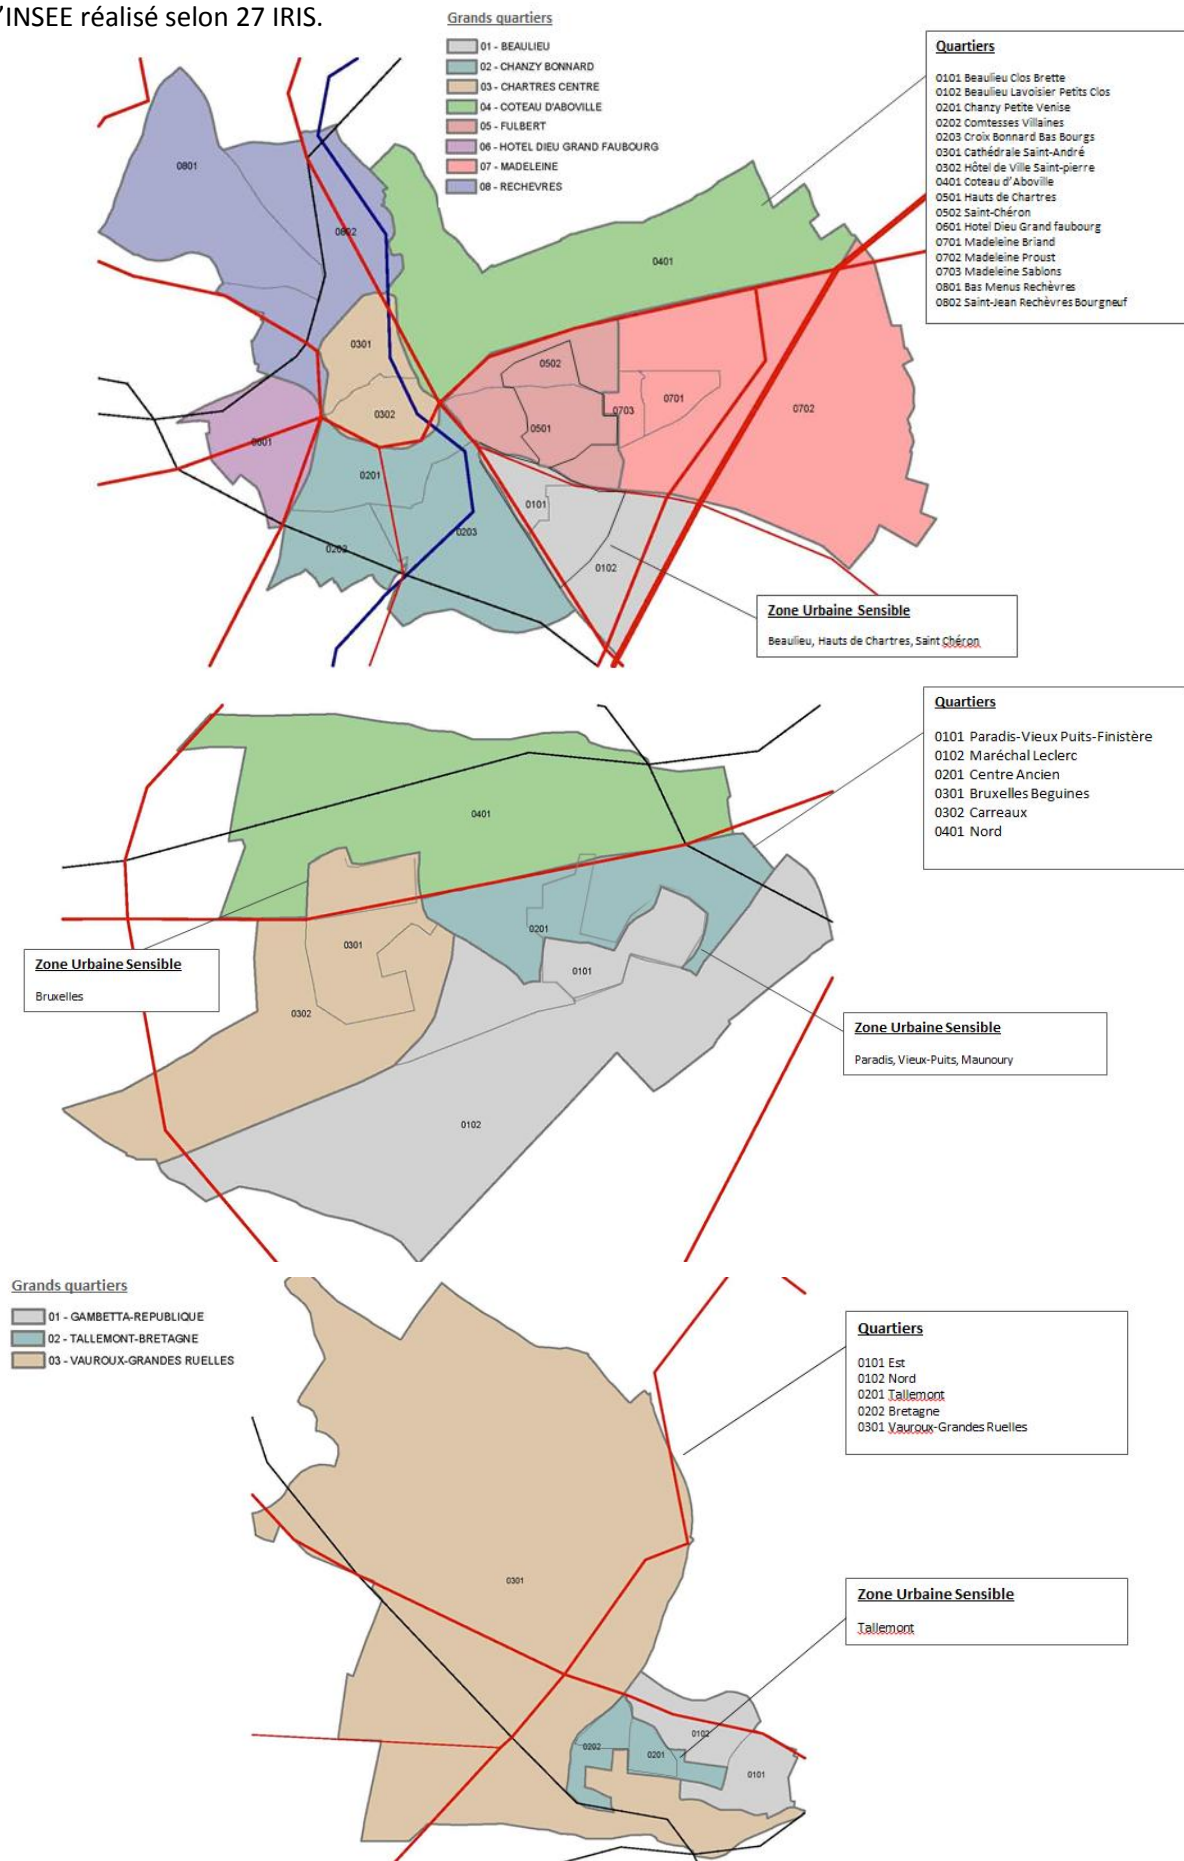 ’INSEE réalisé selon 27 IRIS.
Grands quartiers
01 - BEAULIEU
02 - CHANZY BONNARD
03 - CHARTRES CENTRE
04 - COTEAU D'ABOVILLE
05 - FULBERT
06 - HOTEL DIEU GRAND FAUBOURG
07 - MADELEINE
08 - RECHEVRES
Quartiers
0101 Beaulieu Clos Brette
0102 Beaulieu Lavoisier Petits Clos
0201 Chanzy Petite Venise
0202 Comtesses Villaines
0203 Croix Bonnard Bas Bourgs
0301 Cathédrale Saint-André
0302 Hôtel de Ville Saint-pierre
0401 Coteau d’Aboville
0501 Hauts de Chartres
0502 Saint-Chéron
0601 Hotel Dieu Grand faubourg
0701 Madeleine Briand
0702 Madeleine Proust
0703 Madeleine Sablons
0801 Bas Menus Rechèvres
0802 Saint-Jean Rechèvres Bourgneuf
0801
0802
0401
0301
0302
0502
0501
0703
0701
0702
0601
0201
0202
0203
0101
0102
Zone Urbaine Sensible
Beaulieu, Hauts de Chartres, Saint Chéron
Quartiers
0101 Paradis-Vieux Puits-Finistère
0102 Maréchal Leclerc
0201 Centre Ancien
0301 Bruxelles Beguines
0302 Carreaux
0401 Nord
0401
0201
0301
0101
0302
0102
Zone Urbaine Sensible
Bruxelles
Zone Urbaine Sensible
Paradis, Vieux-Puits, Maunoury
Grands quartiers
01 - GAMBETTA-REPUBLIQUE
02 - TALLEMONT-BRETAGNE
03 - VAUROUX-GRANDES RUELLES
Quartiers
0101 Est
0102 Nord
0201 Tallemont
0202 Bretagne
0301 Vauroux-Grandes Ruelles
0301
Zone Urbaine Sensible
Tallemont
0102
0202
0201
0101